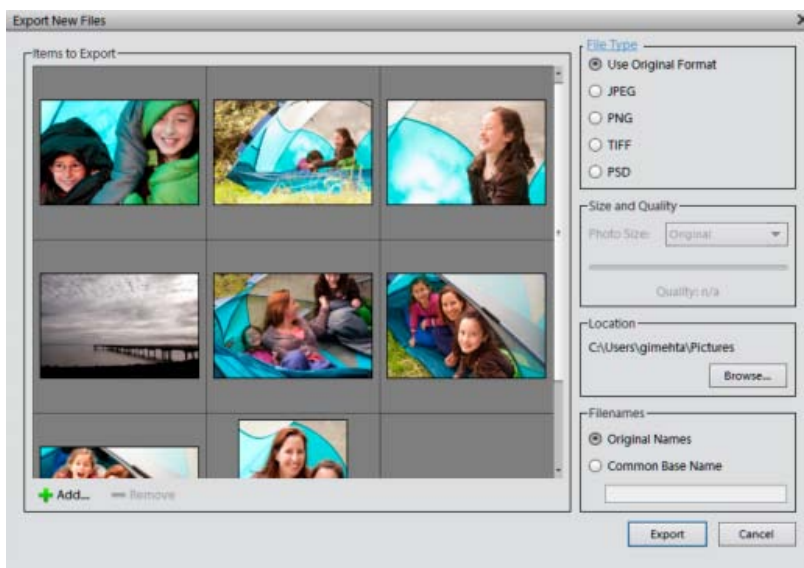 Export New Files
Items to Export
Add...
Remove
File Type
Use Original Format
JPEG
PNG
TIFF
PSD
Size and Quality
Photo Size: Original
Quality: n/a
Location
C:\Users\gimehta\Pictures
Browse...
Filenames
Original Names
Common Base Name
Export
Cancel